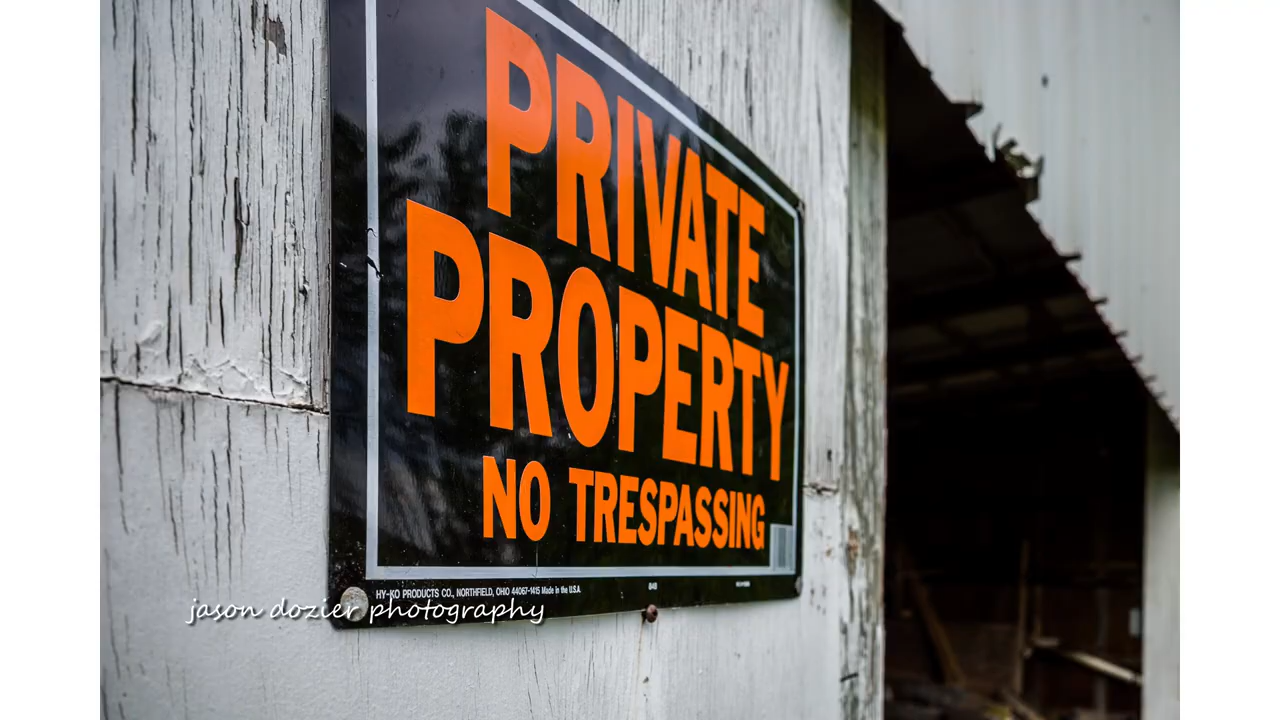 PRIVATE
PROPERTY
NO TRESPASSING
HY-KO PRODUCTS CO., NORTHFIELD, OHIO 44067-1415 Made in the U.S.A.
jason dozier photography